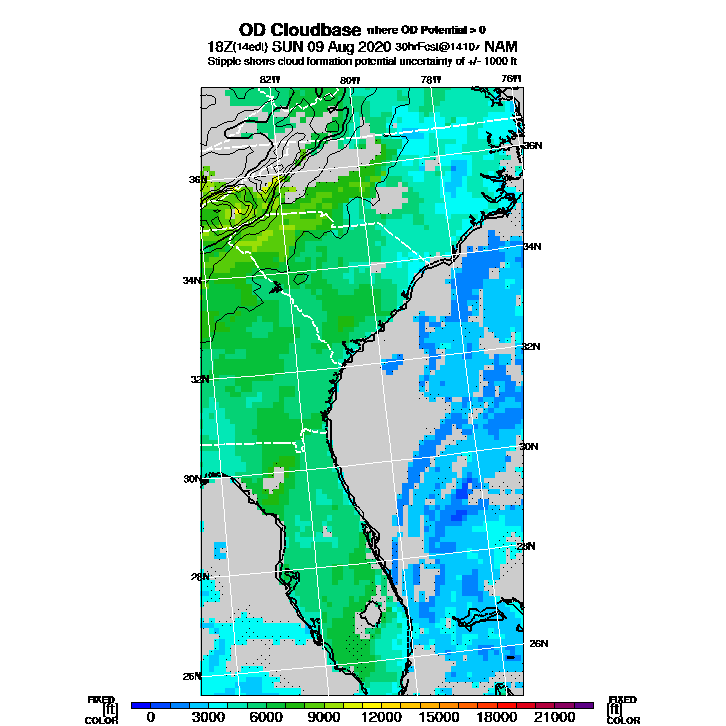 OD Cloudbase where OD Potential > 0
18Z(14edt) SUN 09 Aug 2020 30hrFcst@1410z NAM
Stipple shows cloud formation potential uncertainty of +/- 1000 ft
82W 80W 78W 76W
36N
36N
34N
34N
32N
32N
30N
30N
28N
28N
26N
26N
FIXED FIXED
[ft] [ft]
COLOR 0 3000 6000 9000 12000 15000 18000 21000 COLOR